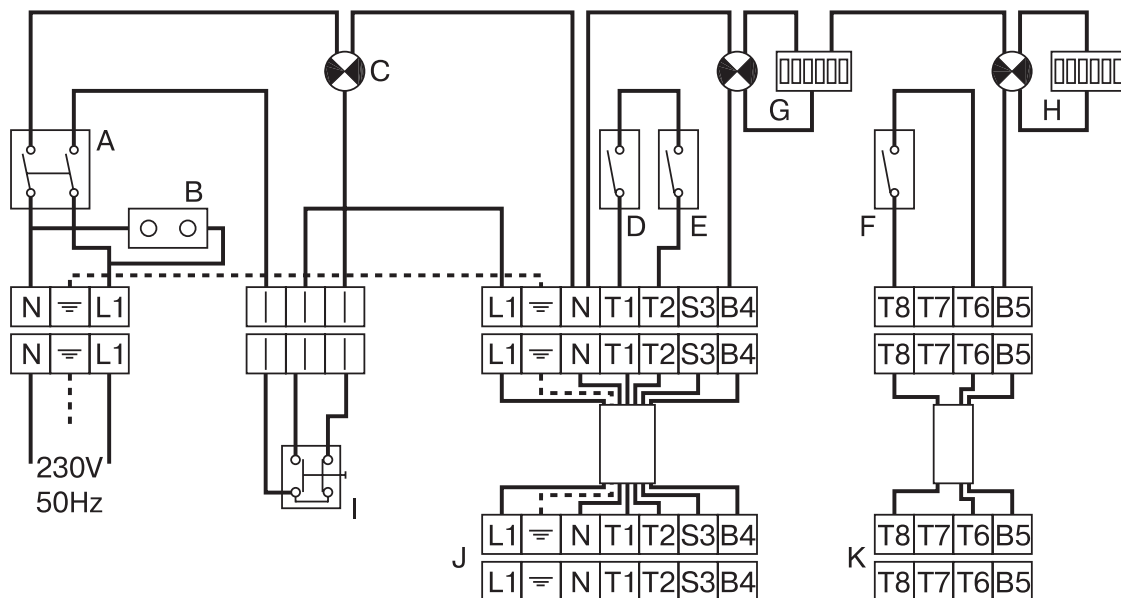 C
G
H
A
B
D
E
F
N L1
L1 N T1 T2 S3 B4
T8 T7 T6 B5
N L1
L1 N T1 T2 S3 B4
T8 T7 T6 B5
230V
50Hz
I
J
L1 N T1 T2 S3 B4
K
T8 T7 T6 B5
L1 N T1 T2 S3 B4
T8 T7 T6 B5